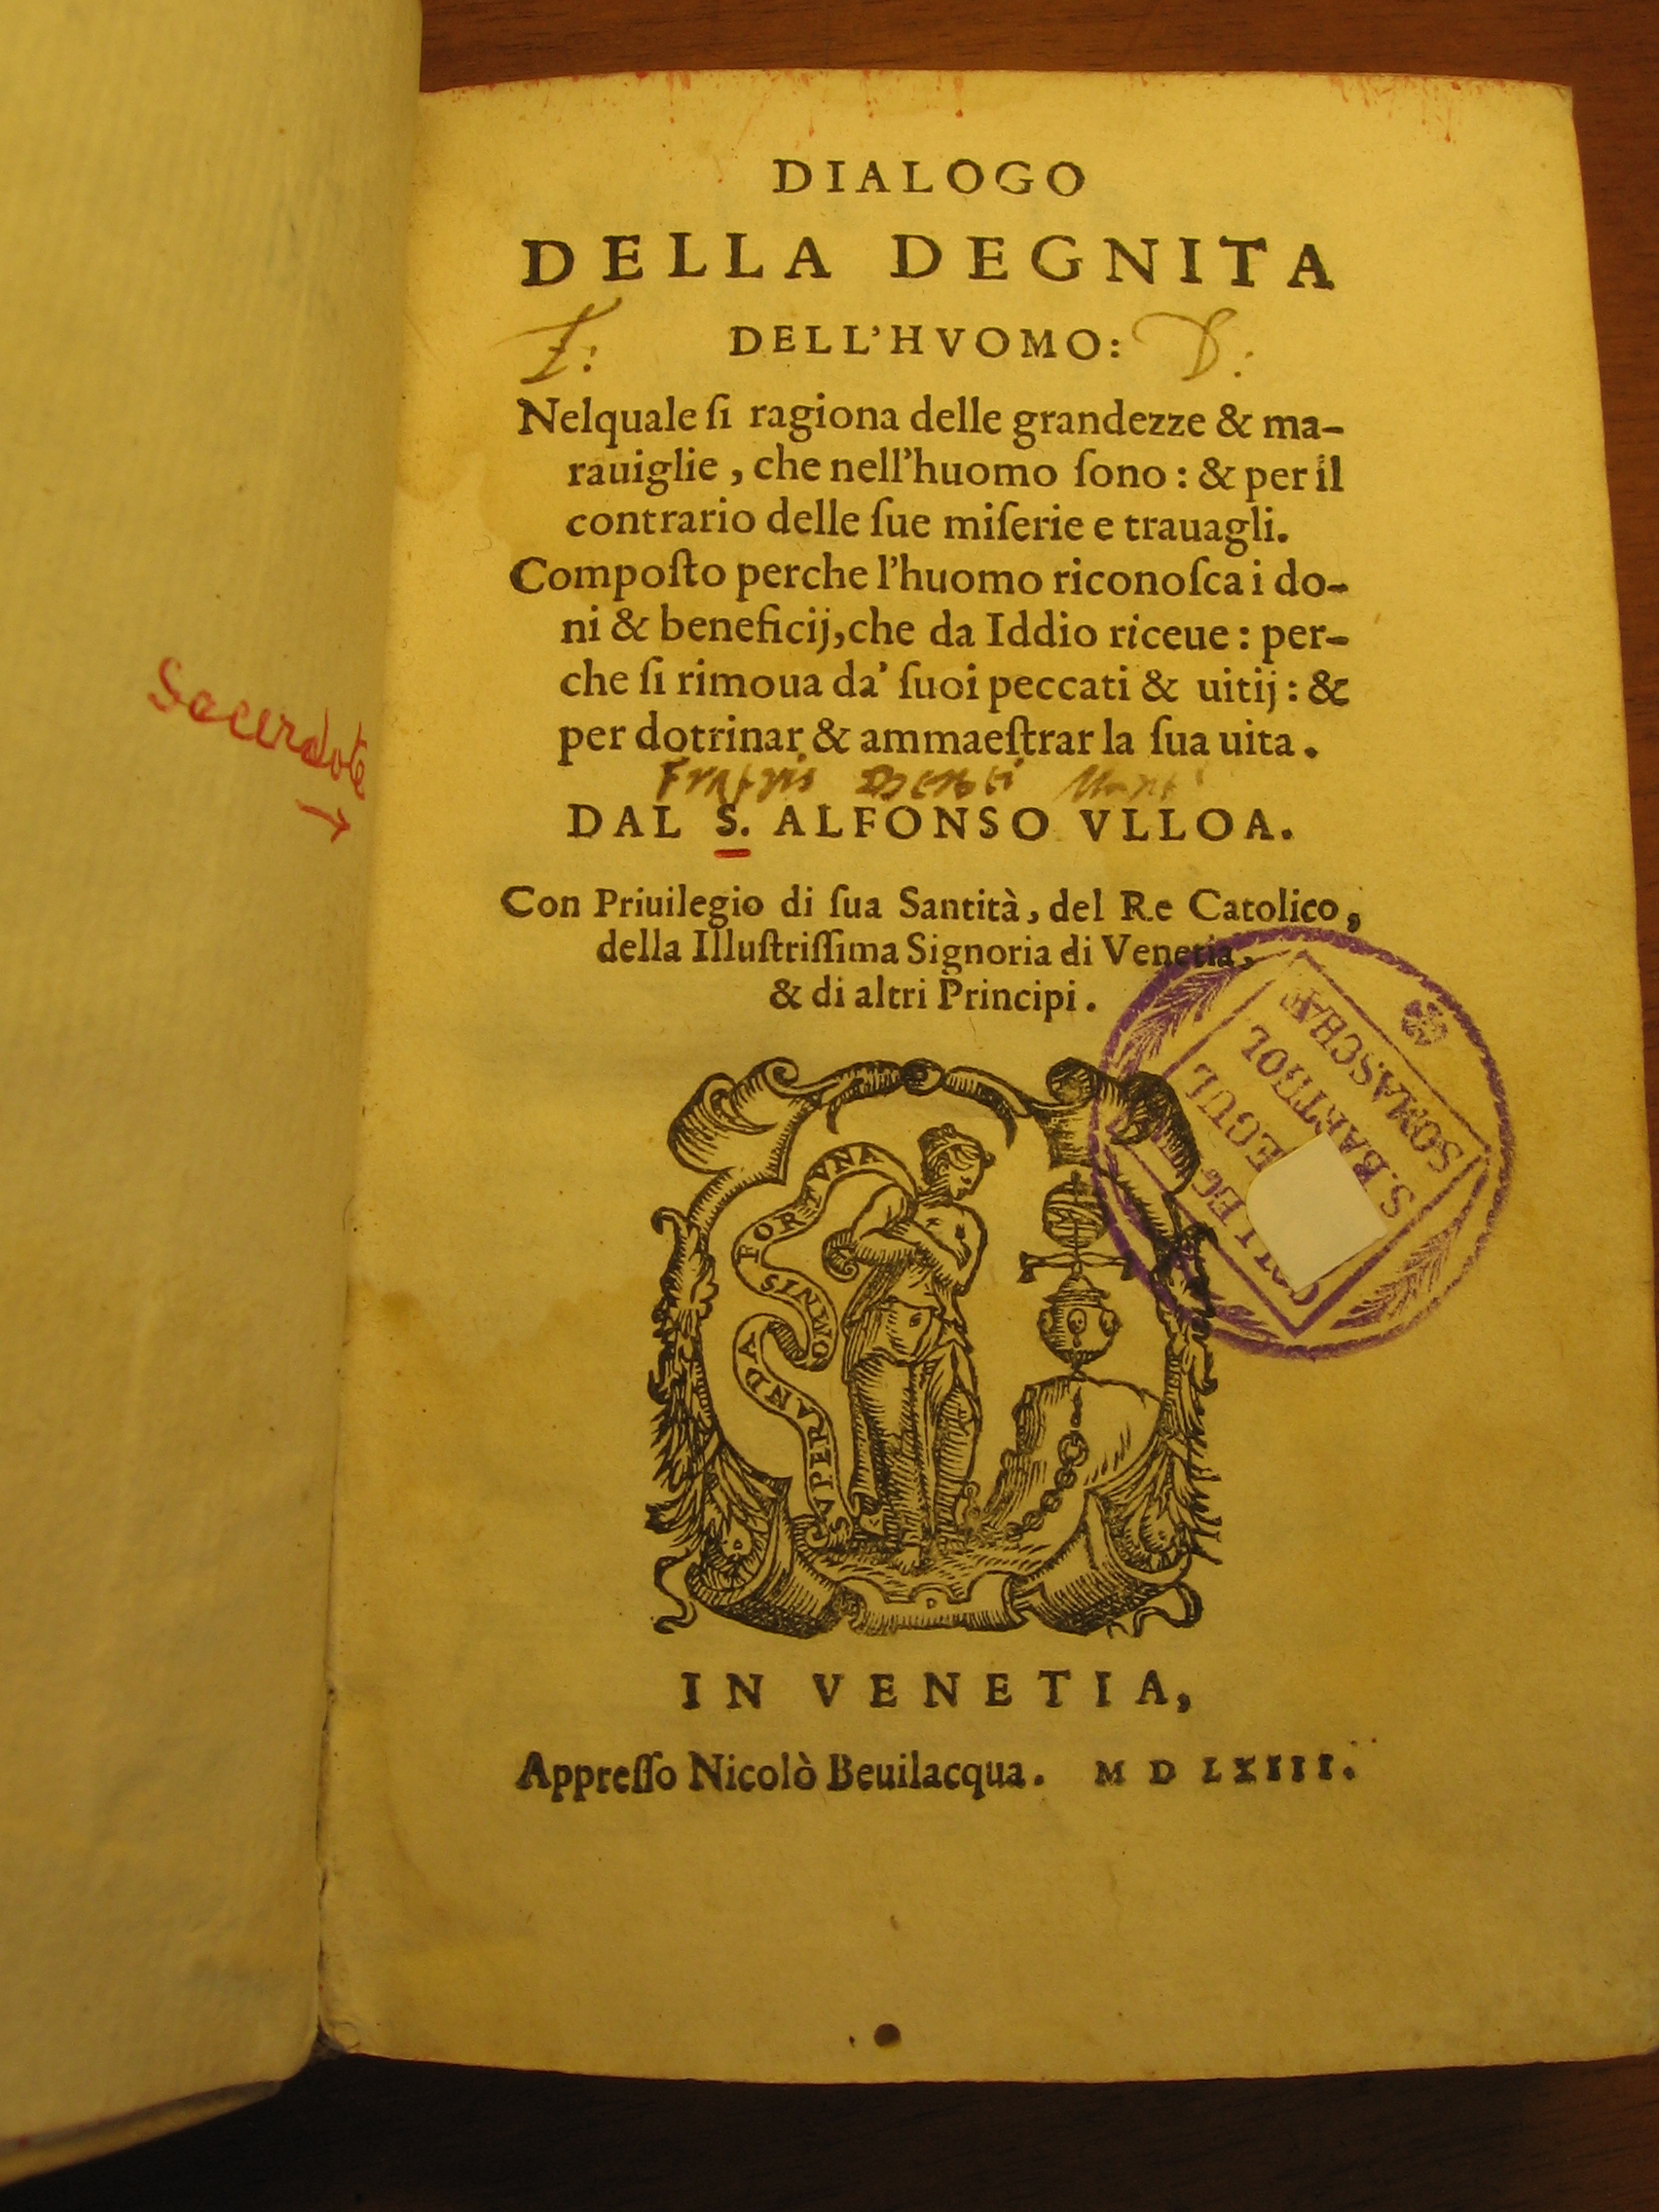 DIALOGO
DELLA DEGNITA
DELL'HVOMO:
F: D:
Nelquale ſi ragiona delle grandezze & ma-
rauiglie, che nell'huomo ſono: & per il
contrario delle ſue miſerie e trauagli.
Compoſto perche l'huomo riconoſca i do-
ni & beneficij, che da Iddio riceue: per-
che ſi rimoua da' ſuoi peccati & uitij: &
per dotrinar & ammaeſtrar la ſua uita.
Sacerdote
→
DAL S. ALFONSO VLLOA.
Con Priuilegio di ſua Santità, del Re Catolico,
della Illuſtriſſima Signoria di Venetia,
& di altri Principi.
SVPERANDA OMNIS FORTVNA
S. BARTHOL
SOMASCHAE
IN VENETIA,
Appreſſo Nicolò Beuilacqua. M D LXIII.